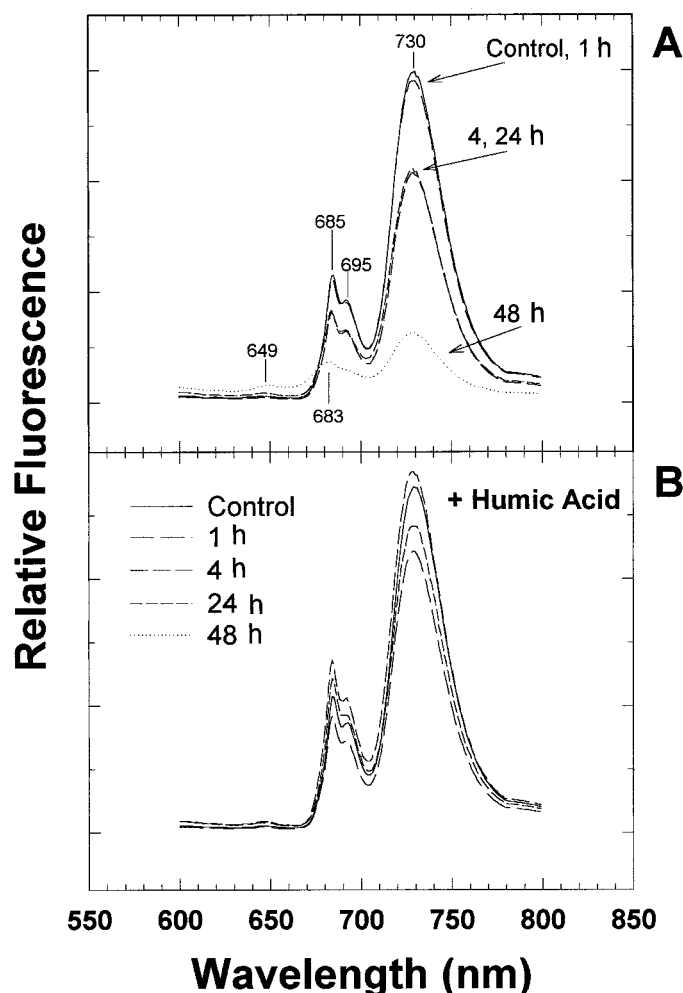 A
730
Control, 1 h
4, 24 h
685
695
48 h
649
683
B
+ Humic Acid
Control
1 h
4 h
24 h
48 h
Relative Fluorescence
550 600 650 700 750 800 850
Wavelength (nm)